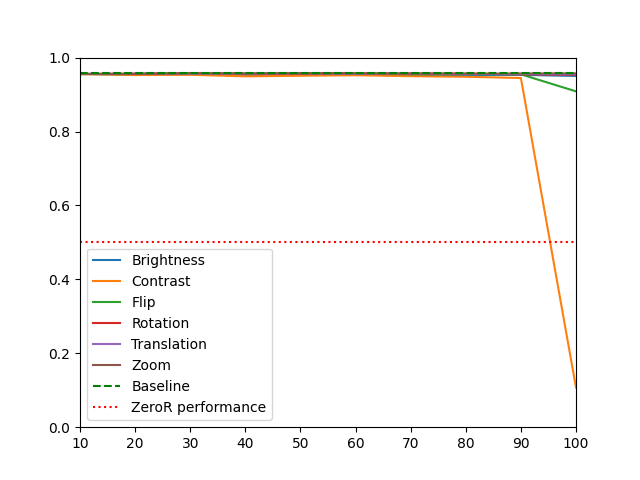 1.0
0.8
0.6
0.4
0.2
0.0
Brightness
Contrast
Flip
Rotation
Translation
Zoom
Baseline
ZeroR performance
10 20 30 40 50 60 70 80 90 100